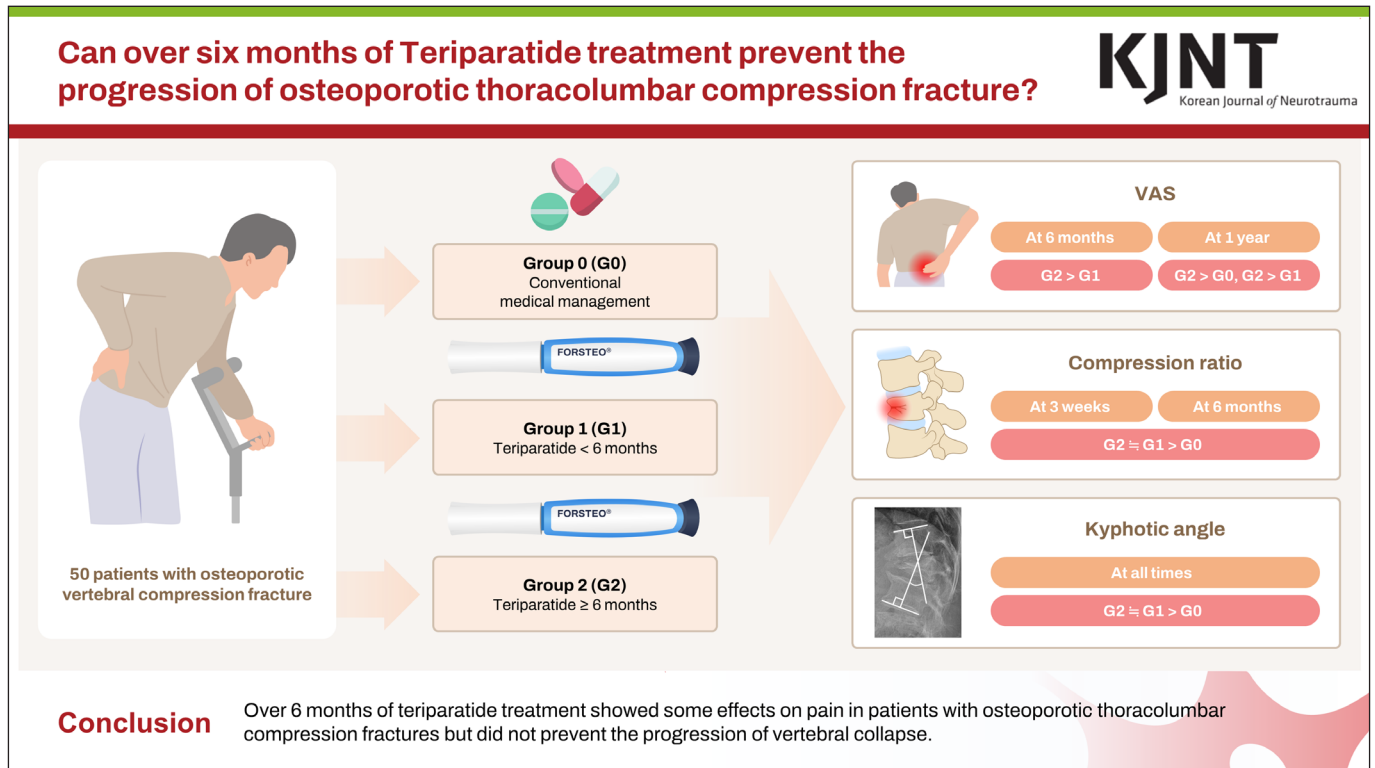 Can over six months of Teriparatide treatment prevent the
progression of osteoporotic thoracolumbar compression fracture?
KJNT
Korean Journal of Neurotrauma
50 patients with osteoporotic
vertebral compression fracture
Group 0 (G0)
Conventional
medical management
FORSTEO®
Group 1 (G1)
Teriparatide < 6 months
FORSTEO®
Group 2 (G2)
Teriparatide ≥ 6 months
VAS
At 6 months
At 1 year
G2 > G1
G2 > G0, G2 > G1
Compression ratio
At 3 weeks
At 6 months
G2 ≒ G1 > G0
Kyphotic angle
At all times
G2 ≒ G1 > G0
Conclusion
Over 6 months of teriparatide treatment showed some effects on pain in patients with osteoporotic thoracolumbar
compression fractures but did not prevent the progression of vertebral collapse.